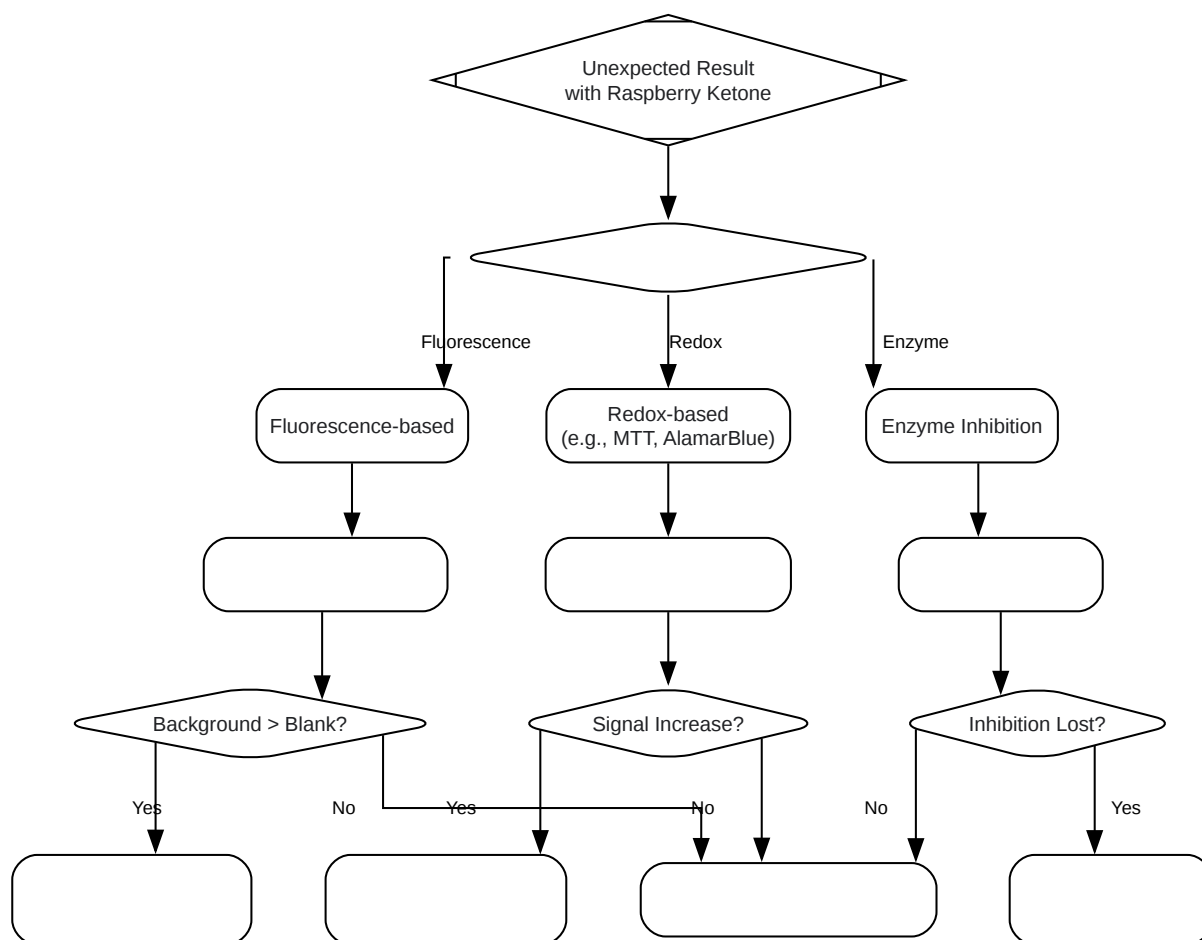 Unexpected Result
with Raspberry Ketone
Fluorescence
Redox
Enzyme
Fluorescence-based
Redox-based
(e.g., MTT, AlamarBlue)
Enzyme Inhibition
Background > Blank?
Signal Increase?
Inhibition Lost?
Yes
No
Yes
No
No
Yes